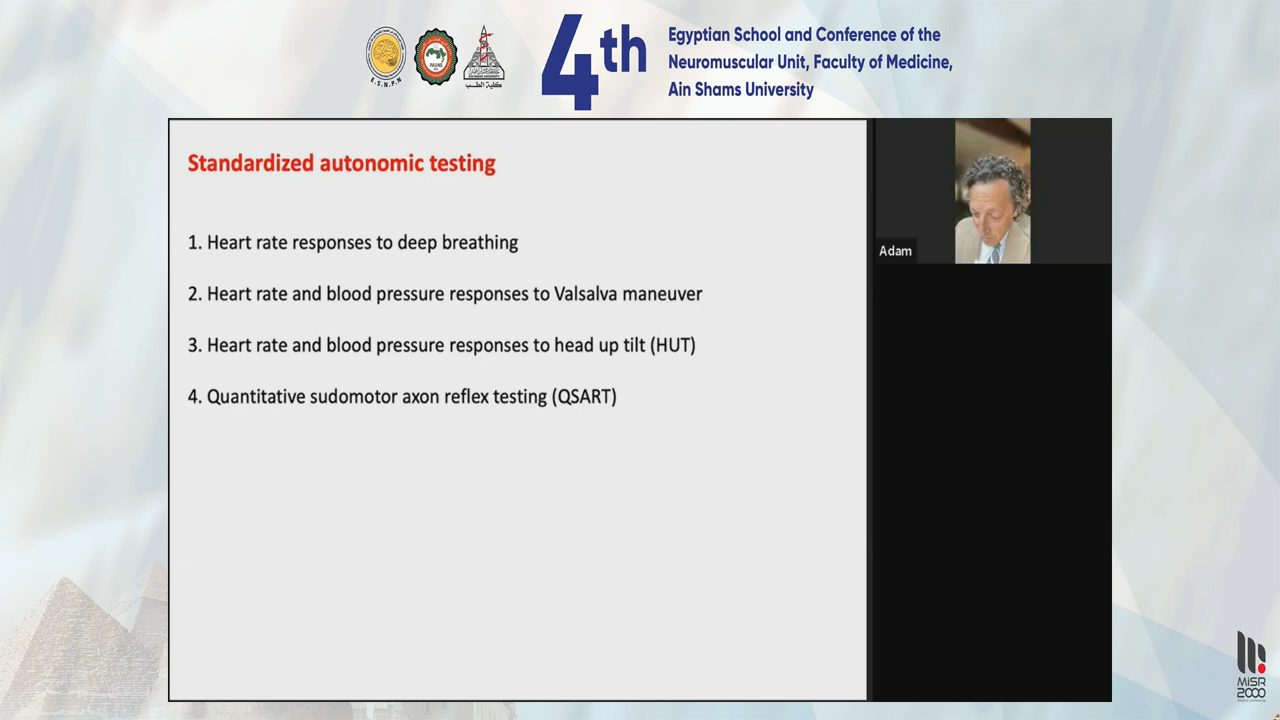 4th
Egyptian School and Conference of the
Neuromuscular Unit, Faculty of Medicine,
Ain Shams University
E.S.N.P.N
كلية الطب
Standardized autonomic testing
1. Heart rate responses to deep breathing
2. Heart rate and blood pressure responses to Valsalva maneuver
3. Heart rate and blood pressure responses to head up tilt (HUT)
4. Quantitative sudomotor axon reflex testing (QSART)
Adam
MISR
2000